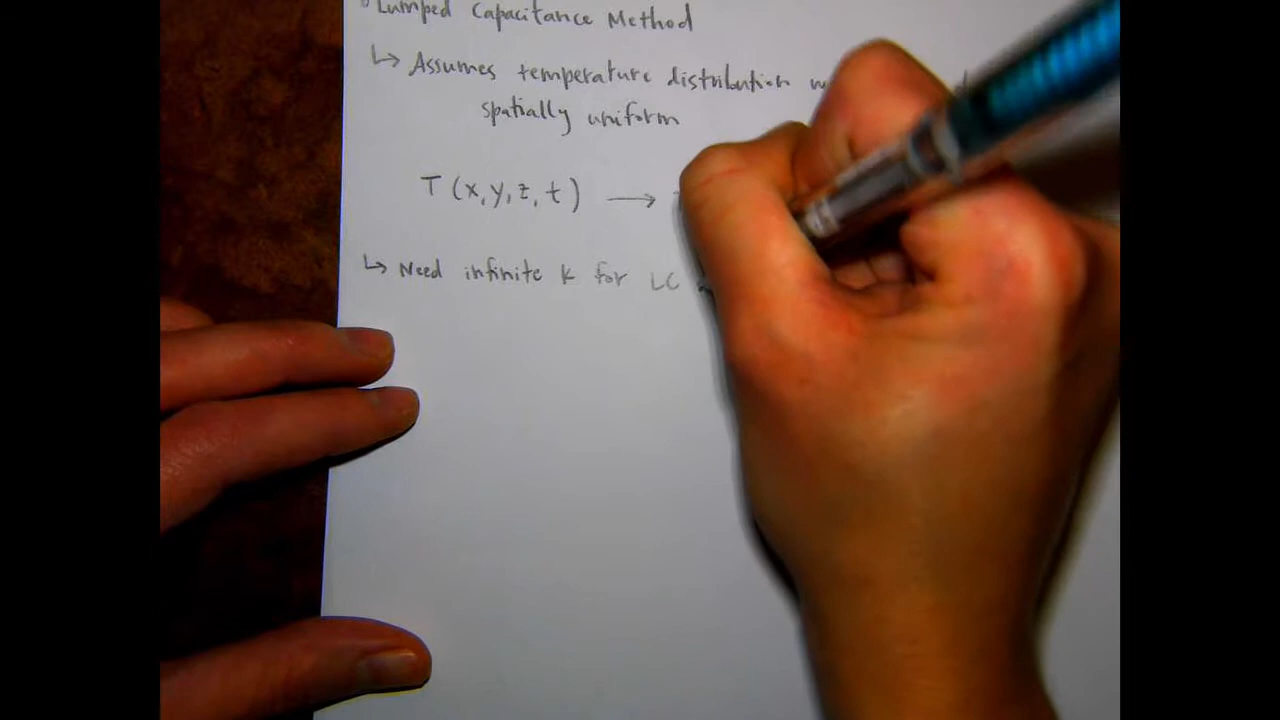 Lumped Capacitance Method
↳ Assumes temperature distribution
spatially uniform
T (x, y, z, t) →
↳ Need infinite k for LC